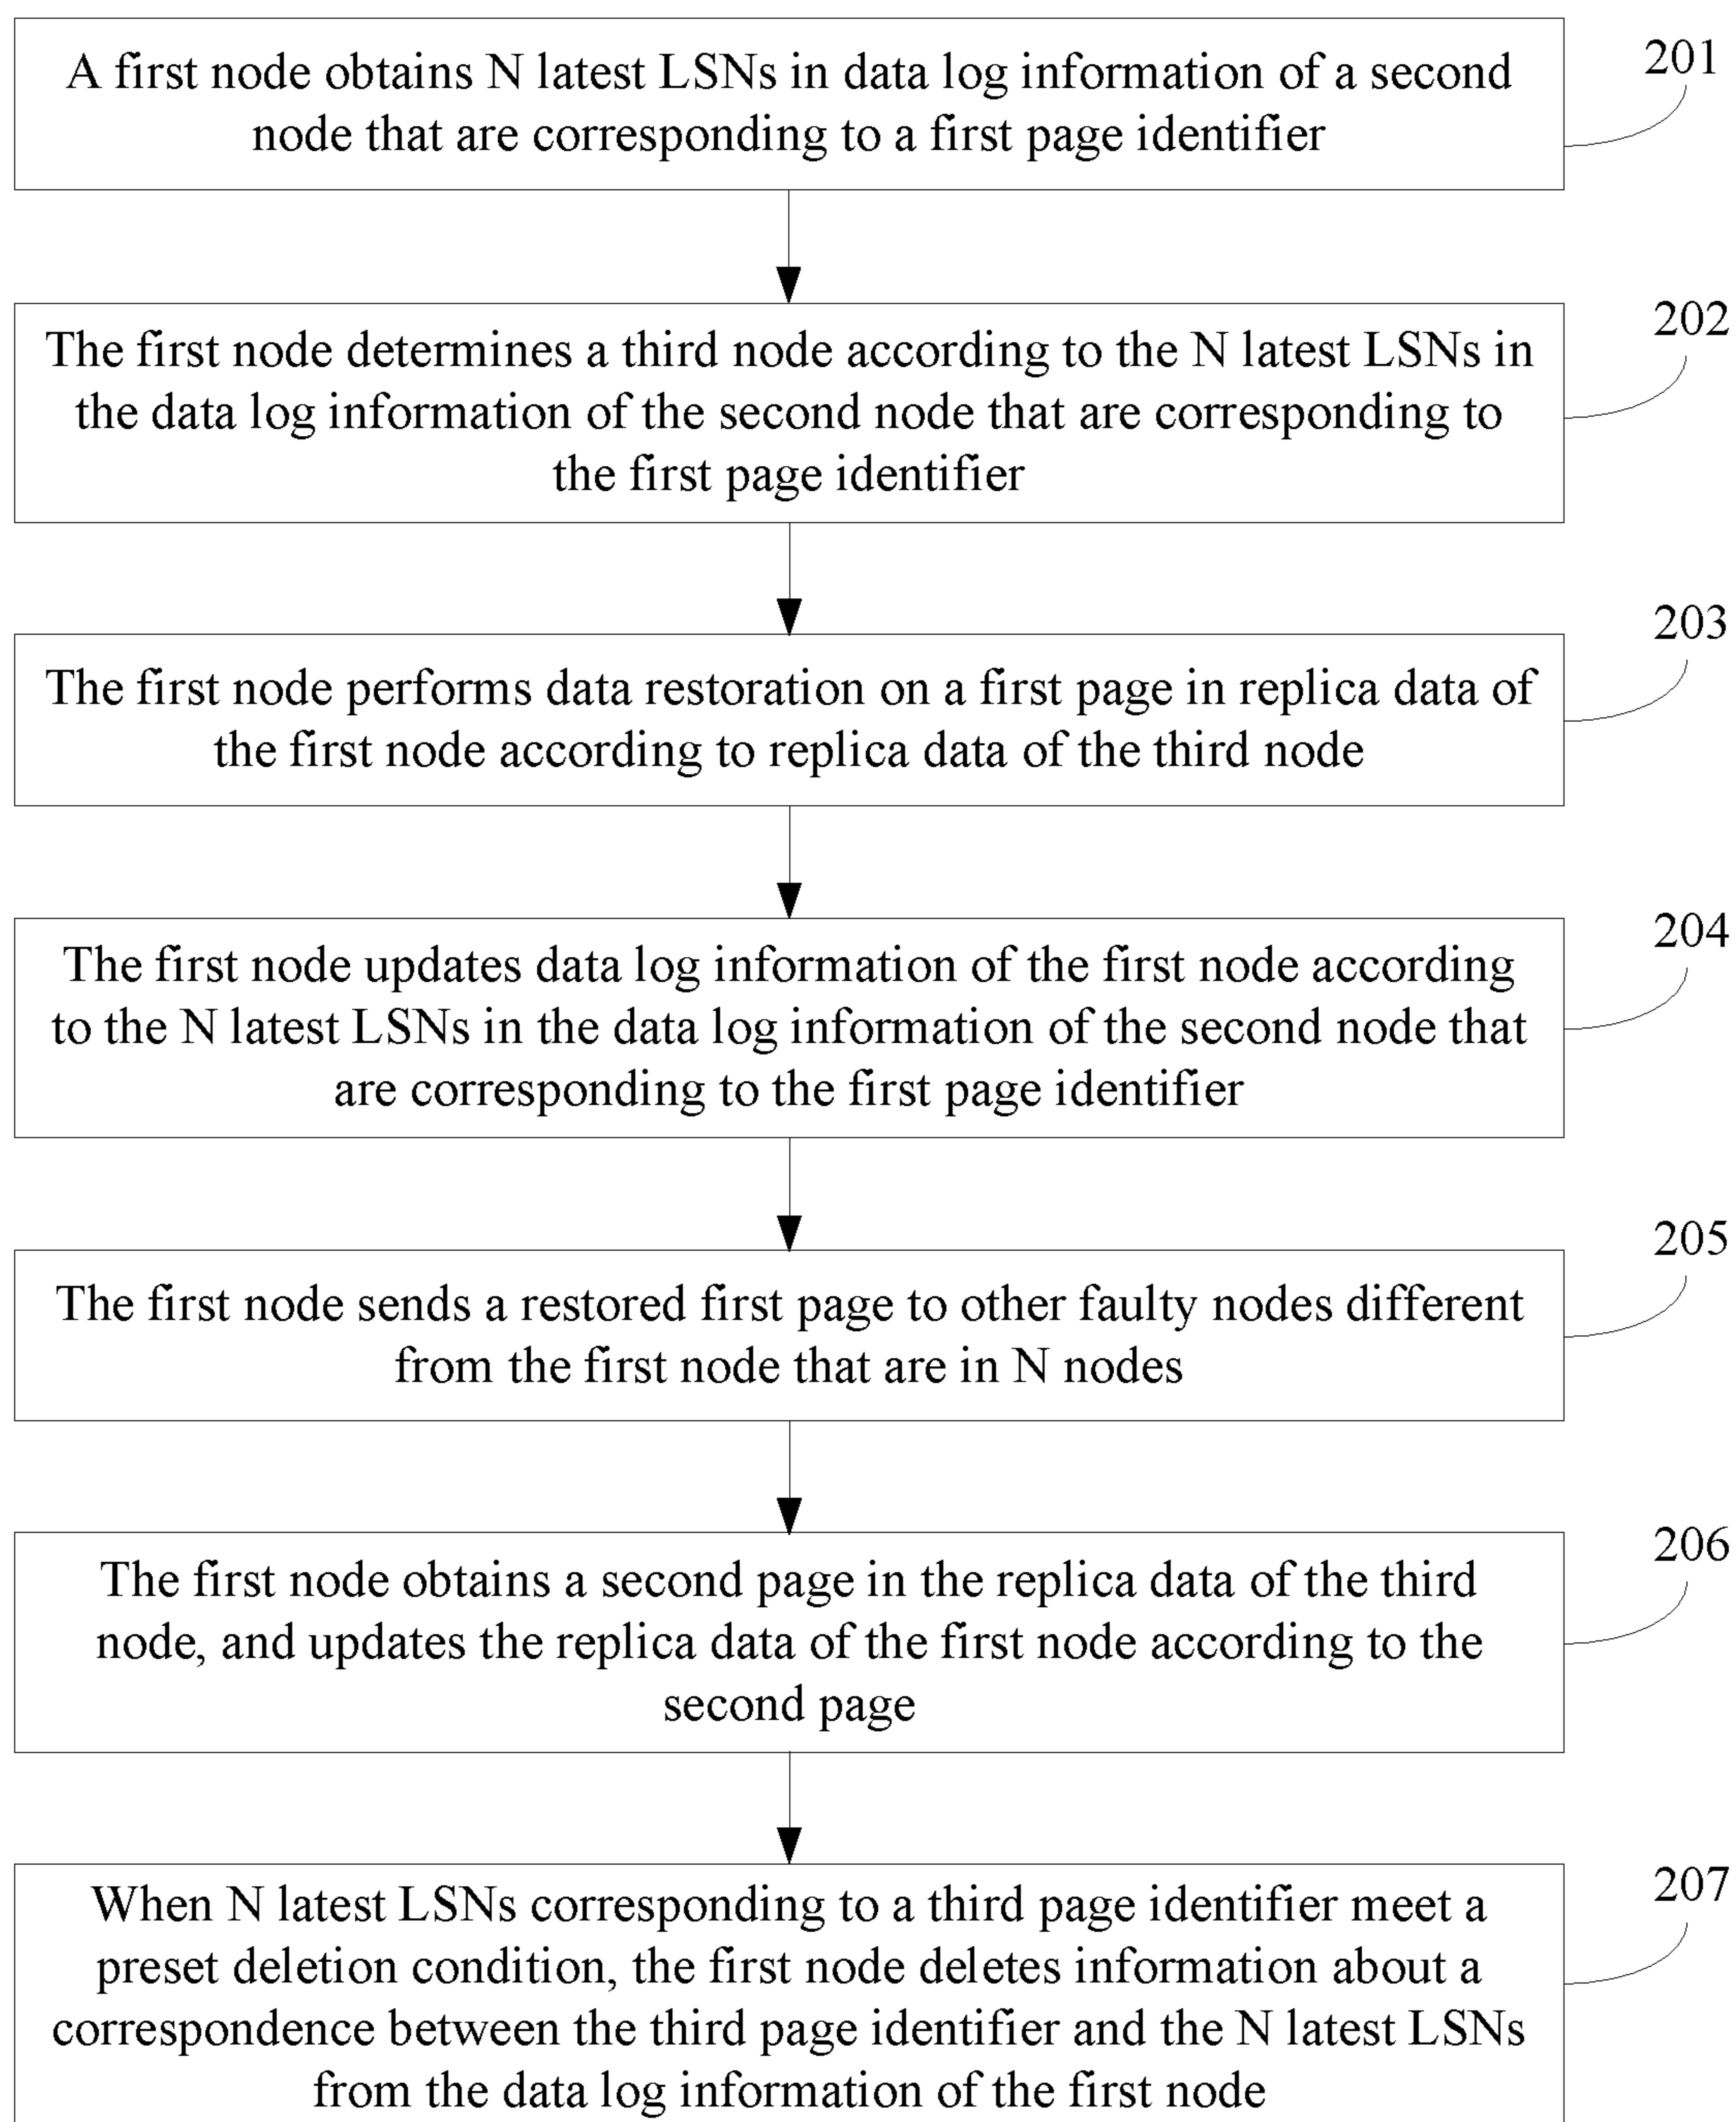 A first node obtains N latest LSNs in data log information of a second
node that are corresponding to a first page identifier
201
The first node determines a third node according to the N latest LSNs in
the data log information of the second node that are corresponding to
the first page identifier
202
The first node performs data restoration on a first page in replica data of
the first node according to replica data of the third node
203
The first node updates data log information of the first node according
to the N latest LSNs in the data log information of the second node that
are corresponding to the first page identifier
204
The first node sends a restored first page to other faulty nodes different
from the first node that are in N nodes
205
The first node obtains a second page in the replica data of the third
node, and updates the replica data of the first node according to the
second page
206
When N latest LSNs corresponding to a third page identifier meet a
preset deletion condition, the first node deletes information about a
correspondence between the third page identifier and the N latest LSNs
from the data log information of the first node
207